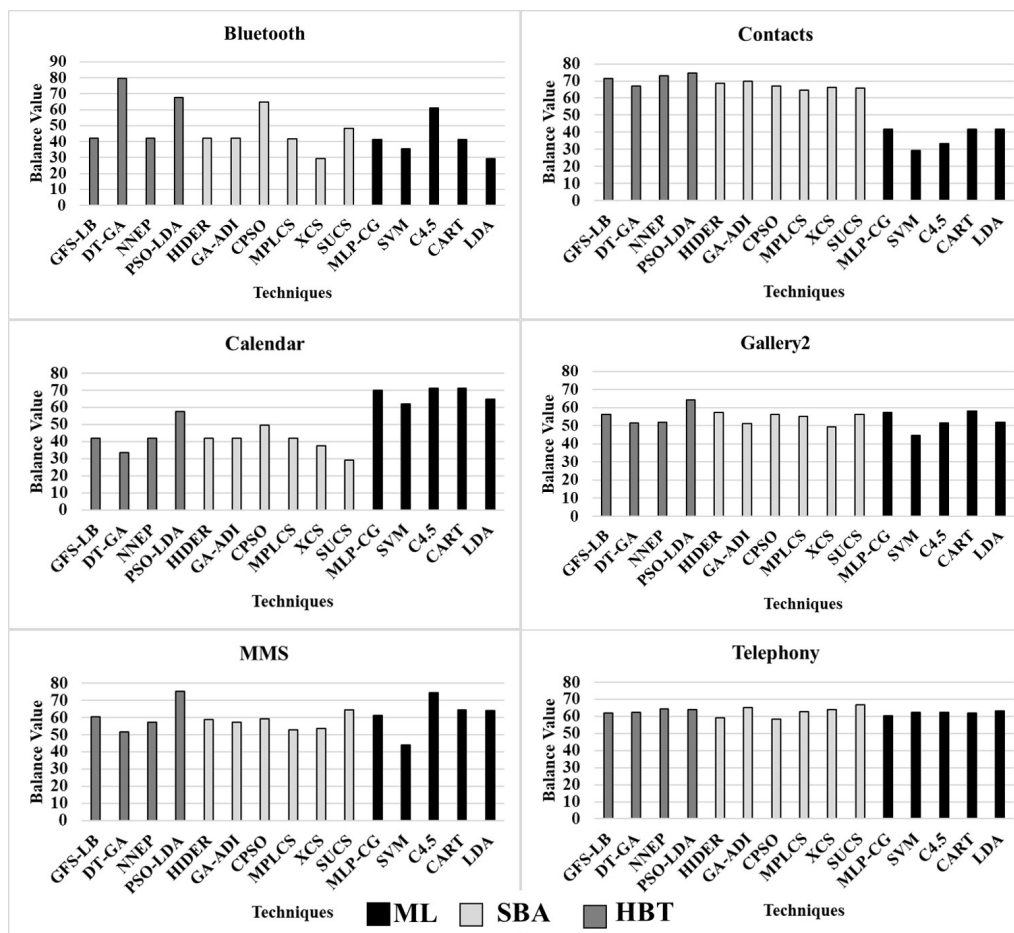 Bluetooth
Balance Value
90
80
70
60
50
40
30
20
10
0
GFS-LB
DT-GA
NNEP
PSO-LDA
HIDER
GA-ADI
CPSO
MPLCS
XCS
SUCS
MLP-CG
SVM
C4.5
CART
LDA
Techniques
Contacts
Balance Value
80
70
60
50
40
30
20
10
0
GFS-LB
DT-GA
NNEP
PSO-LDA
HIDER
GA-ADI
CPSO
MPLCS
XCS
SUCS
MLP-CG
SVM
C4.5
CART
LDA
Techniques
Calendar
Balance Value
80
70
60
50
40
30
20
10
0
GFS-LB
DT-GA
NNEP
PSO-LDA
HIDER
GA-ADI
CPSO
MPLCS
XCS
SUCS
MLP-CG
SVM
C4.5
CART
LDA
Techniques
Gallery2
Balance Value
80
70
60
50
40
30
20
10
0
GFS-LB
DT-GA
NNEP
PSO-LDA
HIDER
GA-ADI
CPSO
MPLCS
XCS
SUCS
MLP-CG
SVM
C4.5
CART
LDA
Techniques
MMS
Balance Value
80
70
60
50
40
30
20
10
0
GFS-LB
DT-GA
NNEP
PSO-LDA
HIDER
GA-ADI
CPSO
MPLCS
XCS
SUCS
MLP-CG
SVM
C4.5
CART
LDA
Techniques
Telephony
Balance Value
80
70
60
50
40
30
20
10
0
GFS-LB
DT-GA
NNEP
PSO-LDA
HIDER
GA-ADI
CPSO
MPLCS
XCS
SUCS
MLP-CG
SVM
C4.5
CART
LDA
Techniques
ML SBA HBT